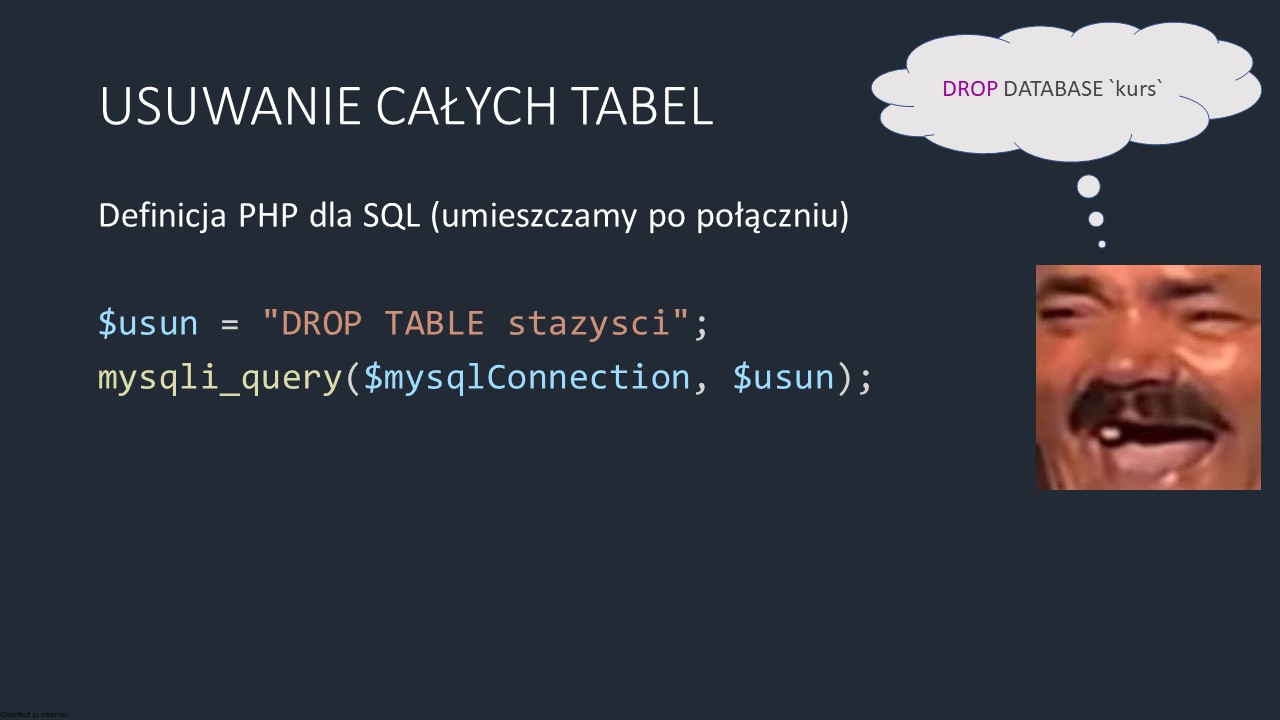 USUWANIE CAŁYCH TABEL
DROP DATABASE `kurs`
Definicja PHP dla SQL (umieszczamy po połączniu)
$usun = "DROP TABLE stazysci";
mysqli_query($mysqlConnection, $usun);
Classified as Internal